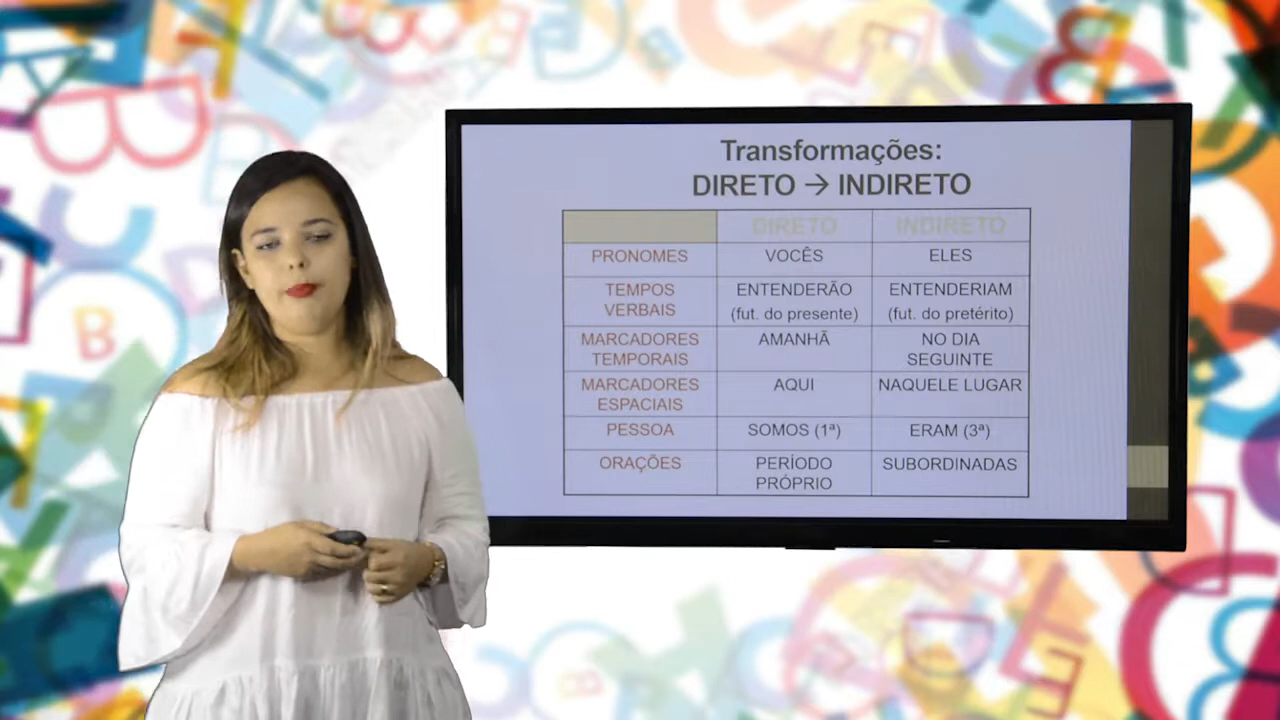 Transformações:
DIRETO → INDIRETO
DIRETO INDIRETO
PRONOMES VOCÊS ELES
TEMPOS VERBAIS ENTENDERÃO (fut. do presente) ENTENDERIAM (fut. do pretérito)
MARCADORES TEMPORAIS AMANHÃ NO DIA SEGUINTE
MARCADORES ESPACIAIS AQUI NAQUELE LUGAR
PESSOA SOMOS (1ª) ERAM (3ª)
ORAÇÕES PERÍODO PRÓPRIO SUBORDINADAS